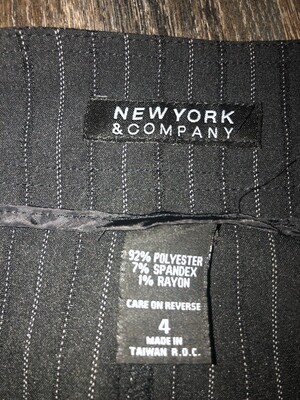 NEW YORK
& COMPANY
92% POLYESTER
7% SPANDEX
1% RAYON
CARE ON REVERSE
4
MADE IN
TAIWAN R.O.C.